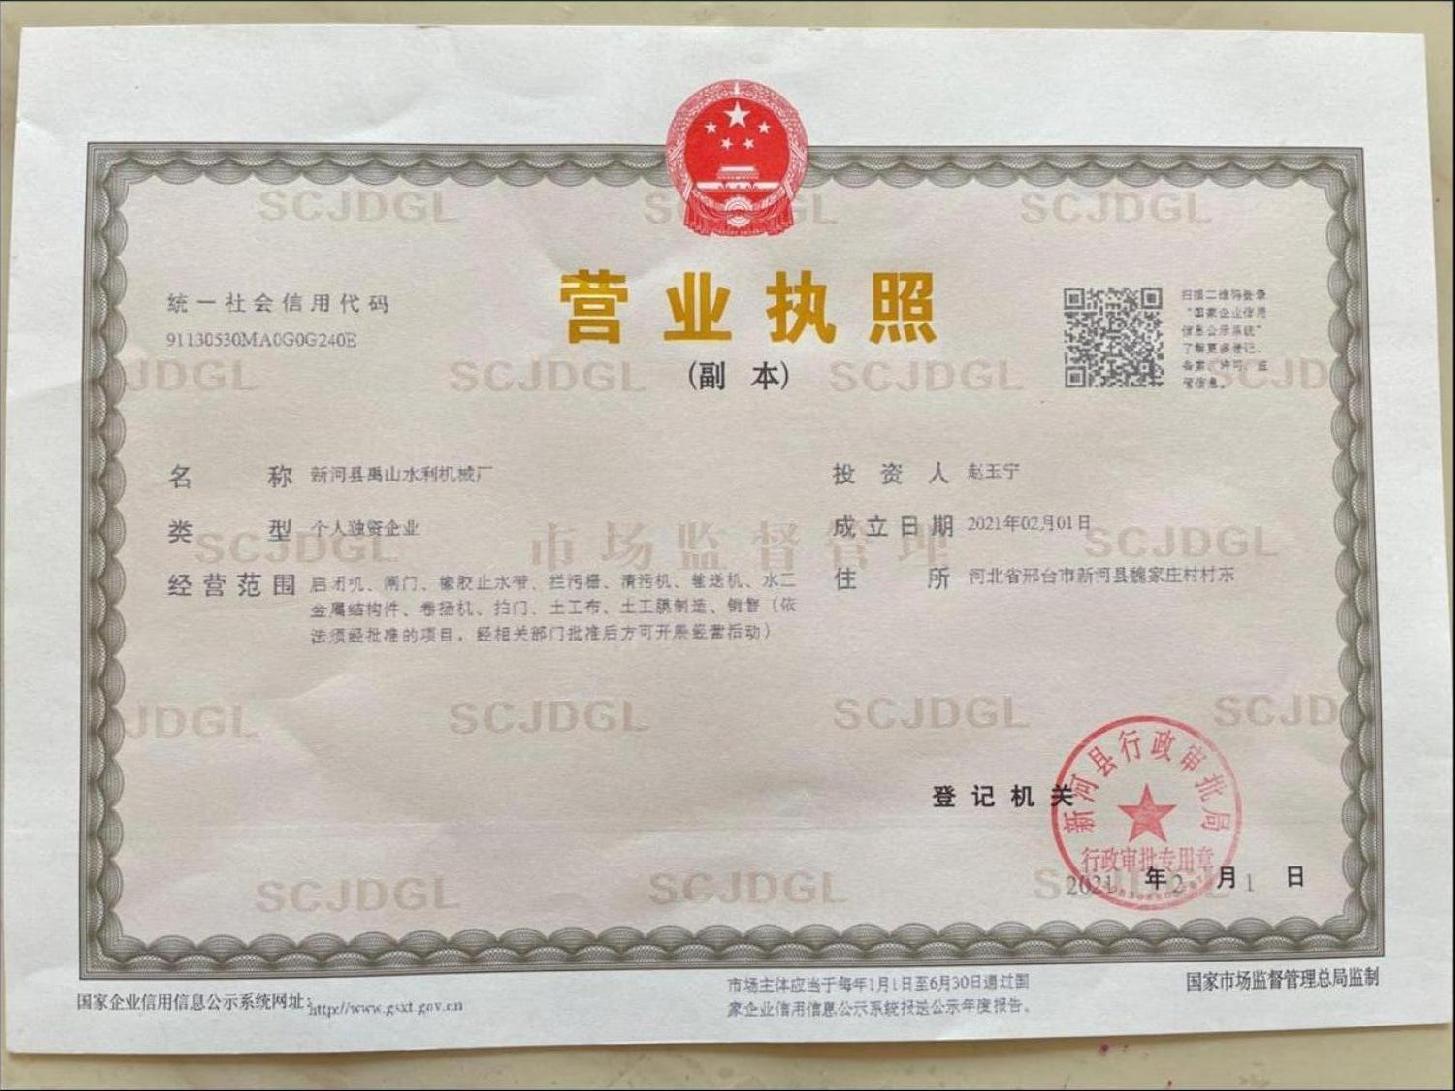 营业执照
(副本)
统一社会信用代码
91130530MA0G0G240E
扫描二维码登录
“国家企业信用
信息公示系统”
了解更多登记、
备案、许可、监
管信息。
名称 新河县禹山水利机械厂
类型 个人独资企业
经营范围 启闭机、闸门、橡胶止水带、拦污栅、清污机、输送机、水工
金属结构件、卷扬机、拍门、土工布、土工膜制造、销售（依
法须经批准的项目，经相关部门批准后方可开展经营活动）
投资人 赵玉宁
成立日期 2021年02月01日
住所 河北省邢台市新河县魏家庄村村东
市场监督管理
SCJDGL
登记机关
新河县行政审批局
行政审批专用章
2021年2月1日
国家企业信用信息公示系统网址：http://www.gsxt.gov.cn
市场主体应当于每年1月1日至6月30日通过国
家企业信用信息公示系统报送公示年度报告。
国家市场监督管理总局监制